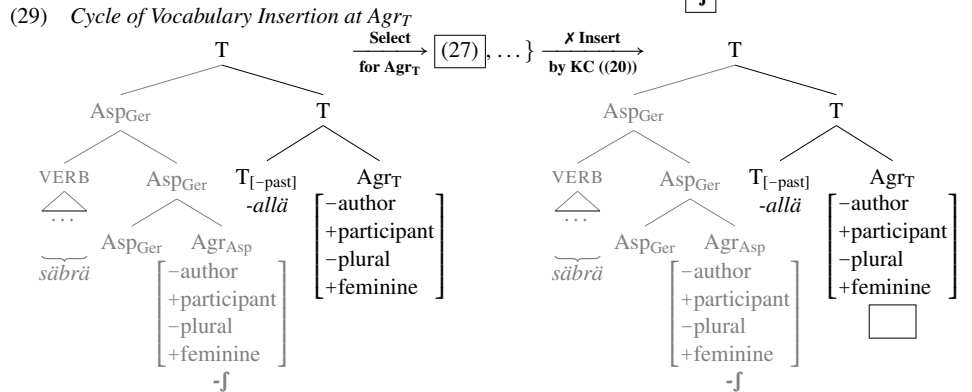 (29) Cycle of Vocabulary Insertion at AgrT
ʃ
T Select for AgrT (27), …} ✗ Insert by KC ((20)) T
AspGer T AspGer T
VERB AspGer T[−past] AgrT VERB AspGer T[−past] AgrT
… -allä −author … -allä −author
+participant +participant
AspGer AgrAsp −plural AspGer AgrAsp −plural
säbrä −author +feminine säbrä −author +feminine
+participant +participant
−plural −plural
+feminine +feminine
-ʃ -ʃ